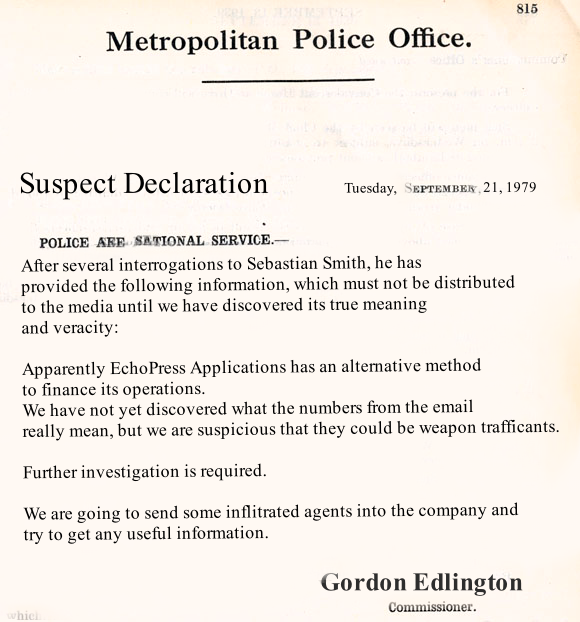 815
Metropolitan Police Office.
Suspect Declaration
Tuesday, SEPTEMBER, 21, 1979
POLICE ARE NATIONAL SERVICE.—
After several interrogations to Sebastian Smith, he has
provided the following information, which must not be distributed
to the media until we have discovered its true meaning
and veracity:
Apparently EchoPress Applications has an alternative method
to finance its operations.
We have not yet discovered what the numbers from the email
really mean, but we are suspicious that they could be weapon trafficants.
Further investigation is required.
We are going to send some inflitrated agents into the company and
try to get any useful information.
Gordon Edlington
Commissioner.
which